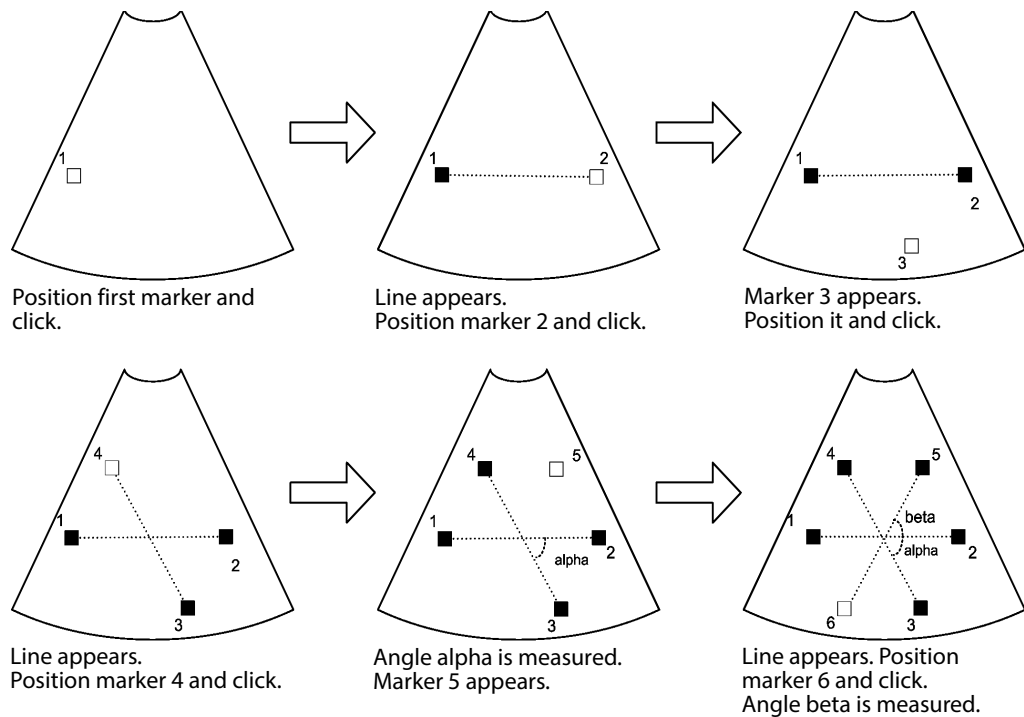 1
Position first marker and
click.
1
2
Line appears.
Position marker 2 and click.
1
2
3
Marker 3 appears.
Position it and click.
4
1
2
3
Line appears.
Position marker 4 and click.
4
5
1
2
alpha
3
Angle alpha is measured.
Marker 5 appears.
4
5
1
beta
2
alpha
6
3
Line appears. Position
marker 6 and click.
Angle beta is measured.